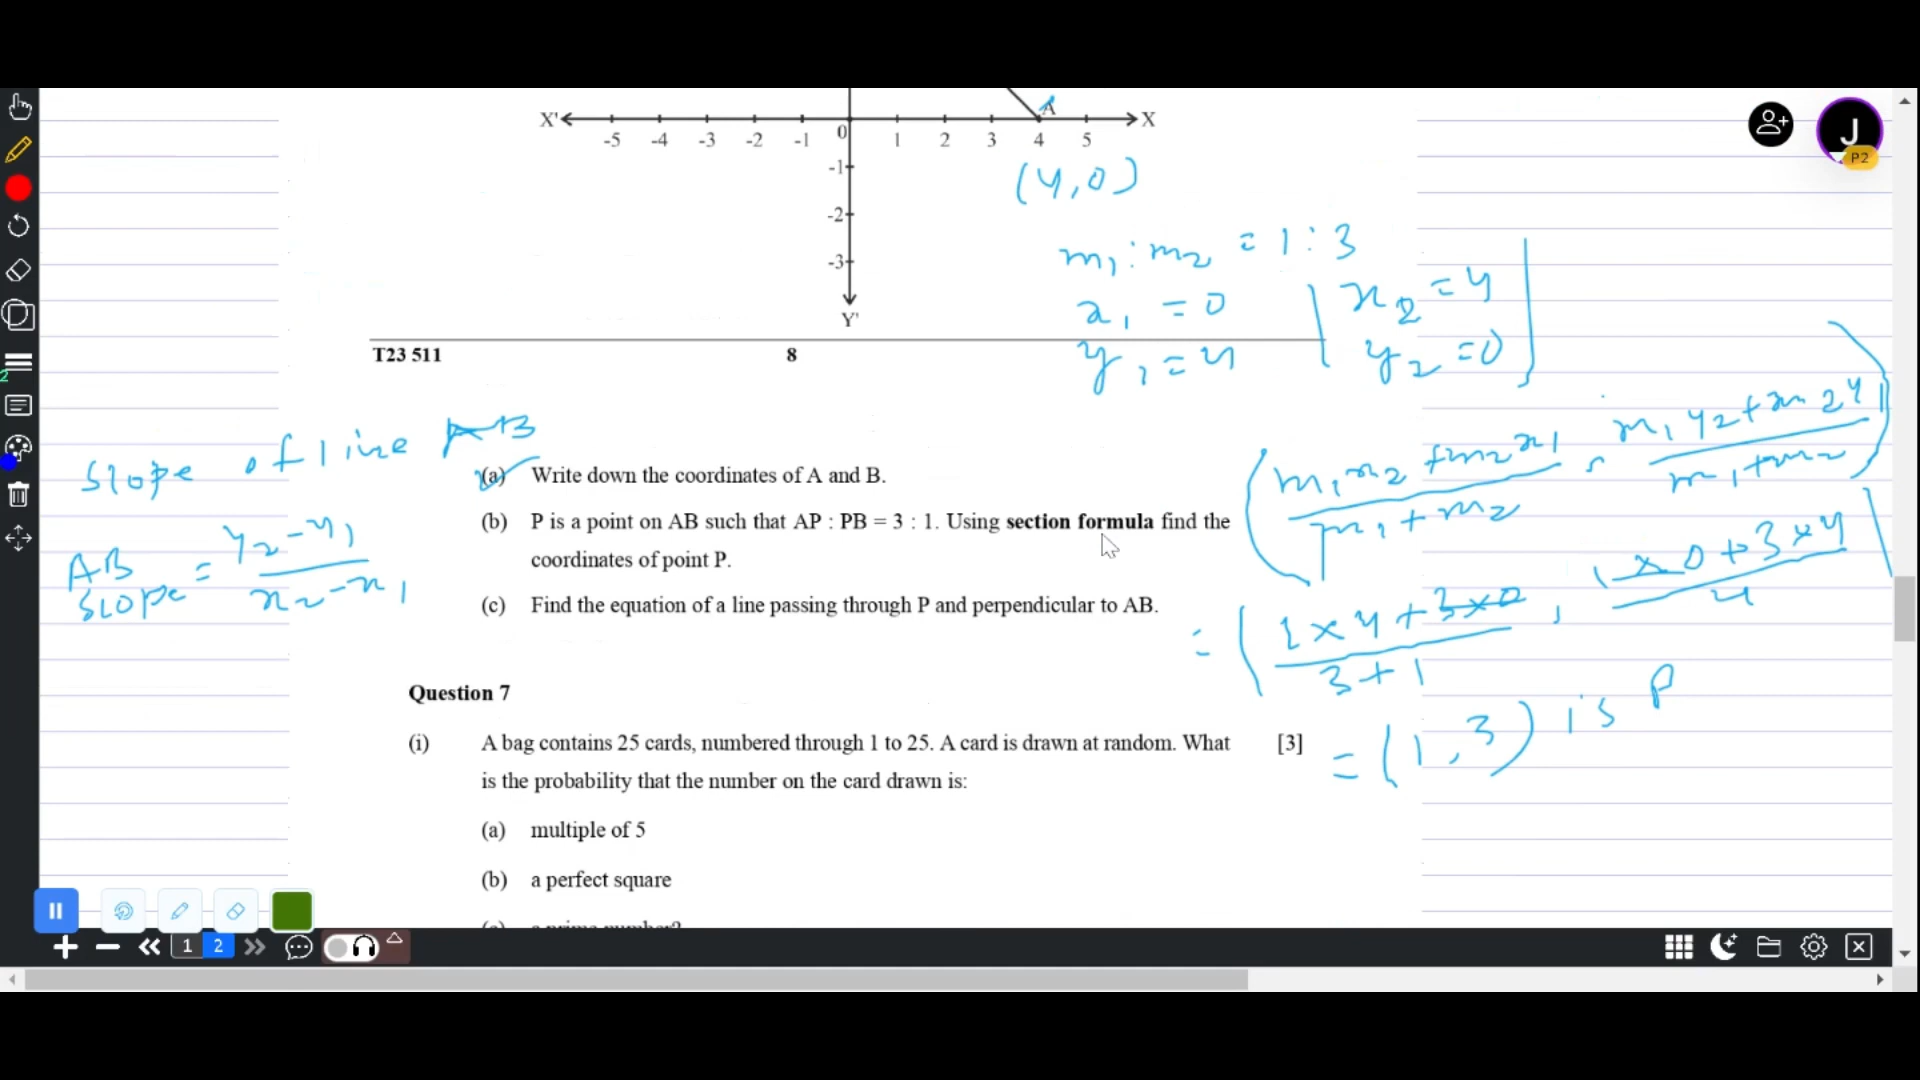 A
X'
X
-5 -4 -3 -2 -1 0 1 2 3 4 5
(4,0)
-1
-2
-3
Y'
m1 : m2 = 1 : 3
x1 = 0 | x2 = 4
y1 = 4 | y2 = 0
T23 511 8
Slope of line AB
AB slope = y2-y1 / x2-x1
(a) Write down the coordinates of A and B.
(b) P is a point on AB such that AP : PB = 3 : 1. Using section formula find the
coordinates of point P.
(c) Find the equation of a line passing through P and perpendicular to AB.
(m1x2+m2x1 / m1+m2 , m1y2+m2y1 / m1+m2)
= (1×4+3×0 / 3+1 , 1×0+3×4 / 4)
= (1,3) is P
Question 7
(i) A bag contains 25 cards, numbered through 1 to 25. A card is drawn at random. What [3]
is the probability that the number on the card drawn is:
(a) multiple of 5
(b) a perfect square
(c) a prime number?
J
P2
2
1 2